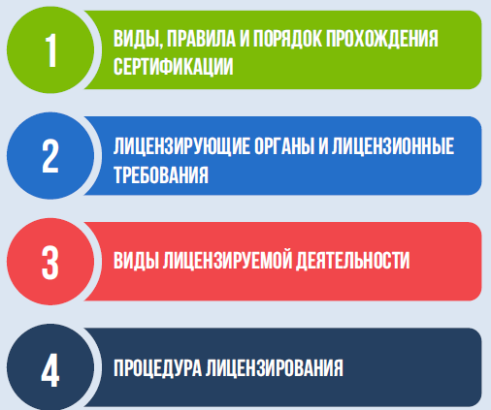 1
ВИДЫ, ПРАВИЛА И ПОРЯДОК ПРОХОЖДЕНИЯ
СЕРТИФИКАЦИИ
2
ЛИЦЕНЗИРУЮЩИЕ ОРГАНЫ И ЛИЦЕНЗИОННЫЕ
ТРЕБОВАНИЯ
3
ВИДЫ ЛИЦЕНЗИРУЕМОЙ ДЕЯТЕЛЬНОСТИ
4
ПРОЦЕДУРА ЛИЦЕНЗИРОВАНИЯ